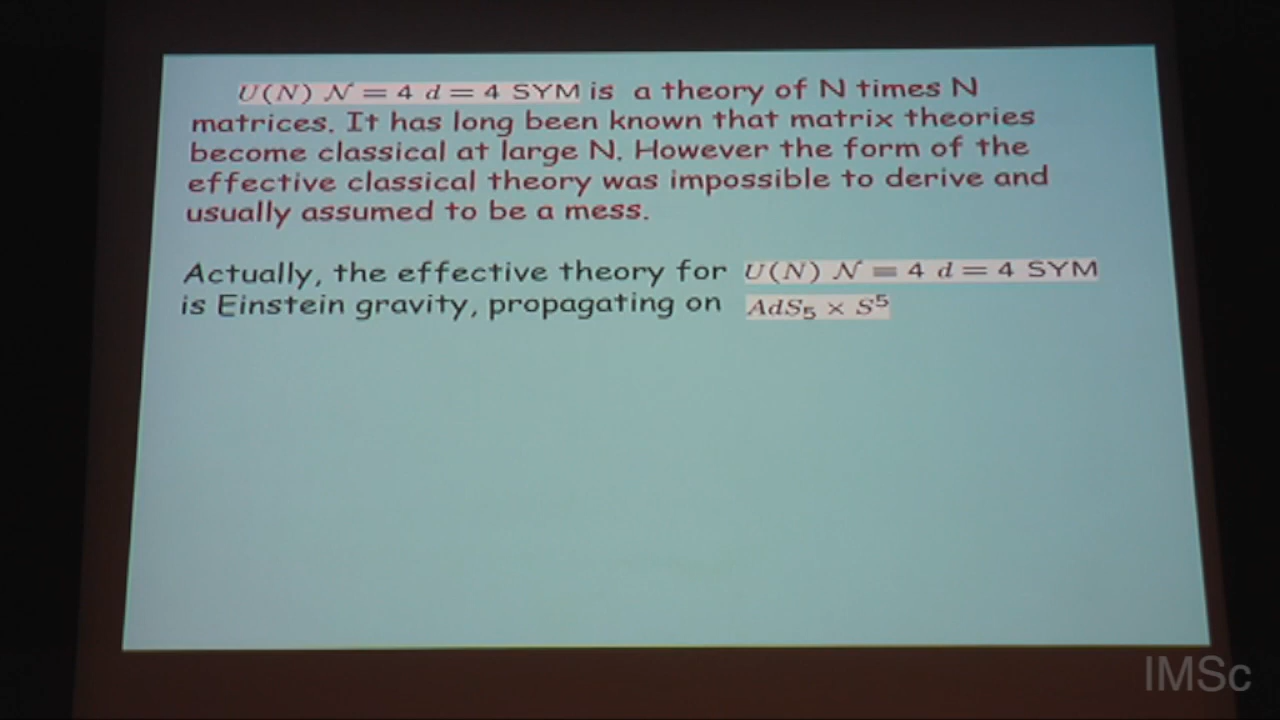 U(N) 𝒩 = 4 d = 4 SYM is a theory of N times N
matrices. It has long been known that matrix theories
become classical at large N. However the form of the
effective classical theory was impossible to derive and
usually assumed to be a mess.
Actually, the effective theory for U(N) 𝒩 = 4 d = 4 SYM
is Einstein gravity, propagating on AdS₅ × S⁵
IMSc